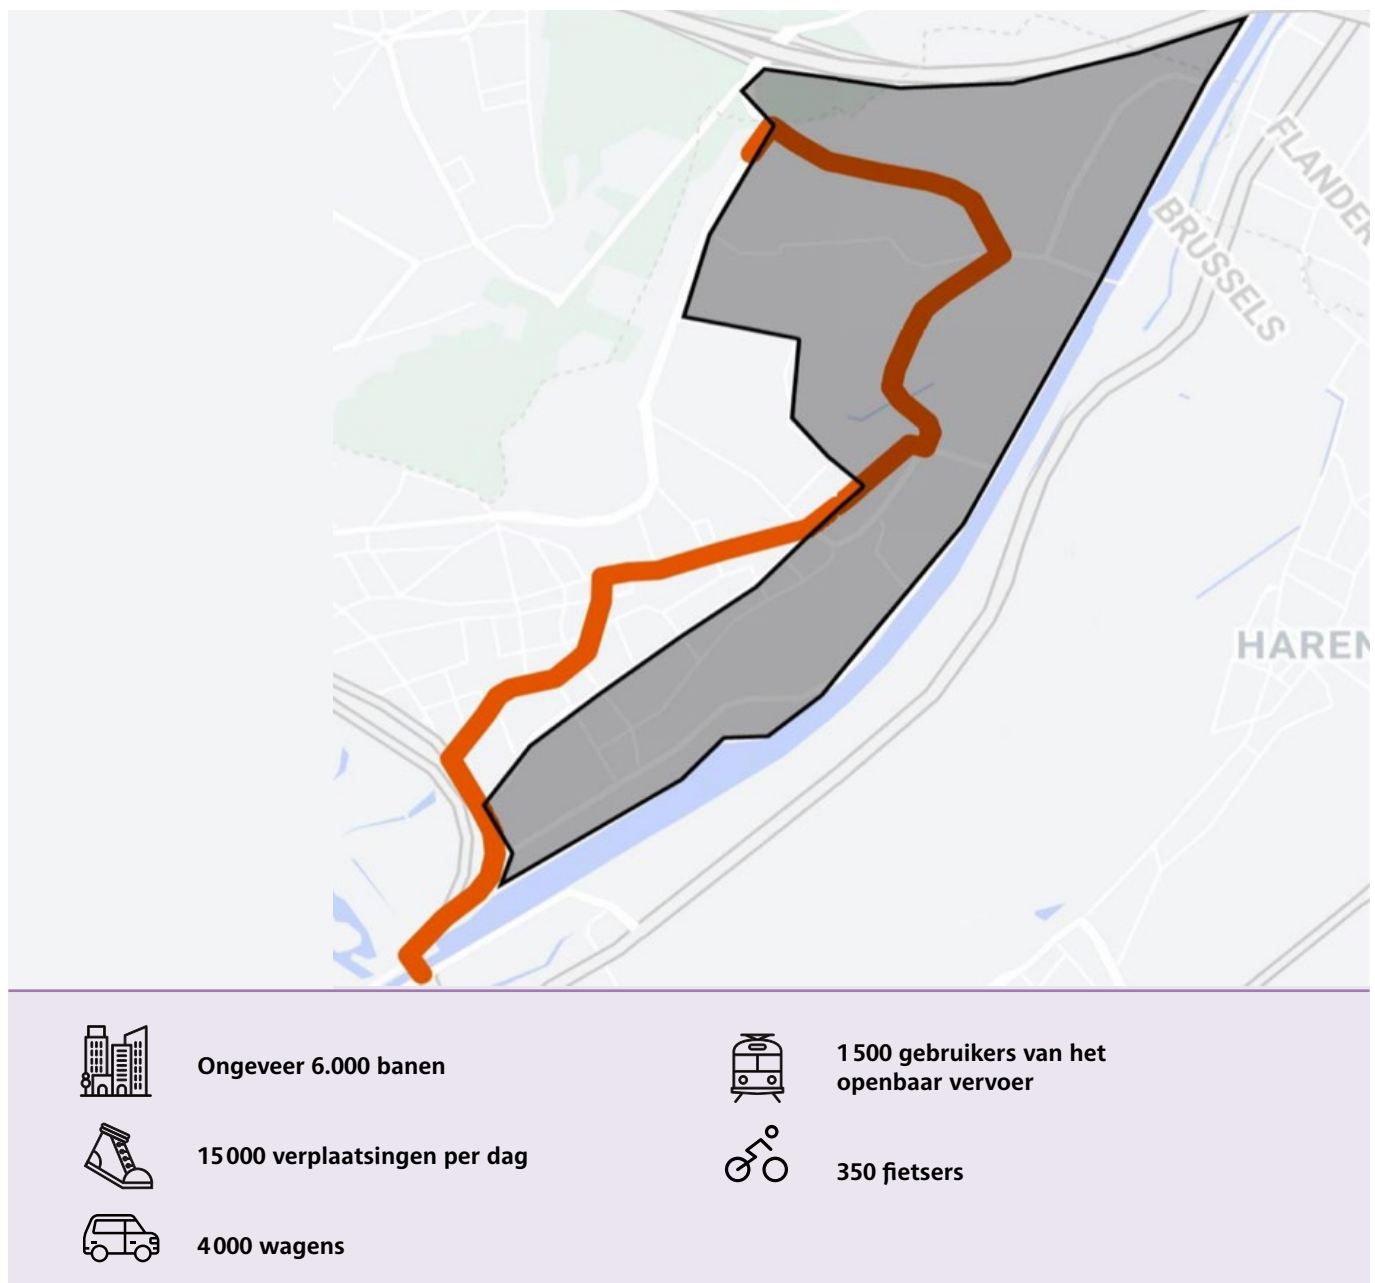 FLANDER
BRUSSELS
HAREN
Ongeveer 6.000 banen
15 000 verplaatsingen per dag
4 000 wagens
1 500 gebruikers van het
openbaar vervoer
350 fietsers